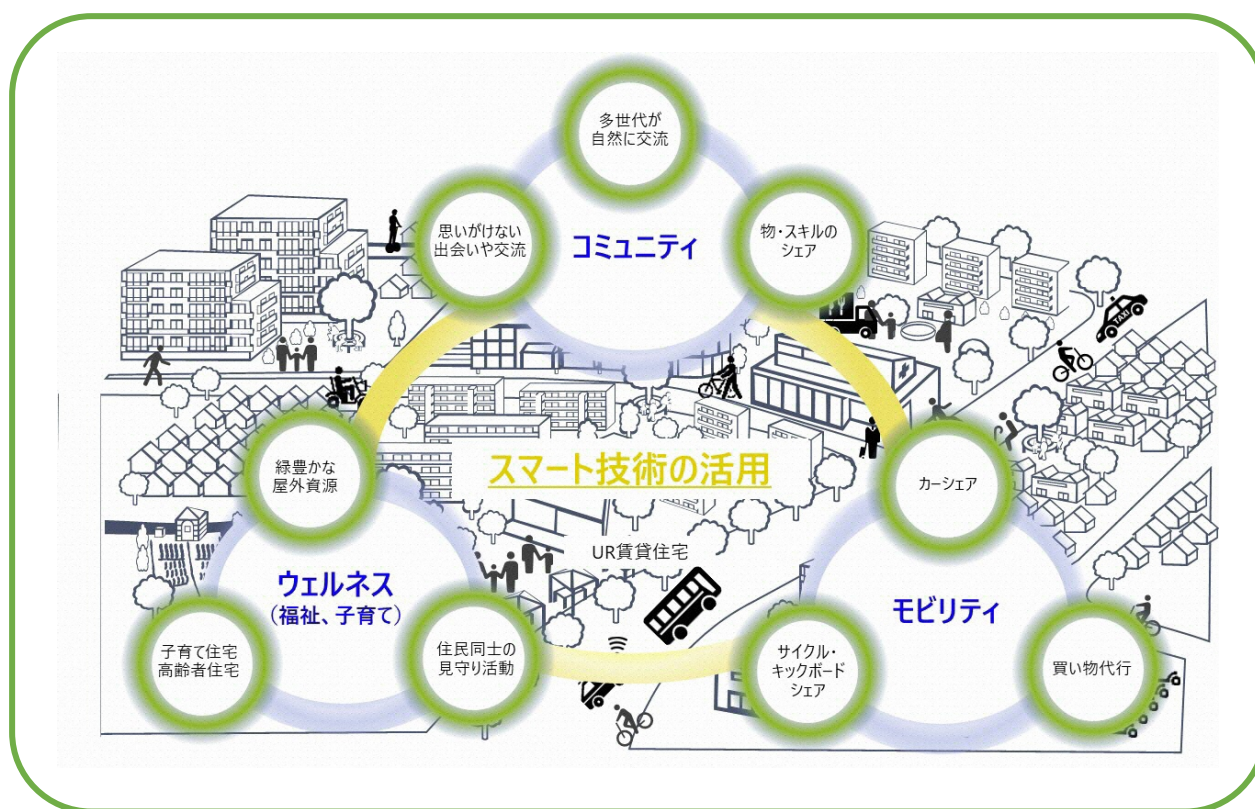 多世代が
自然に交流
思いがけない
出会いや交流
コミュニティ
物・スキルの
シェア
TAXI
緑豊かな
屋外資源
スマート技術の活用
カーシェア
UR賃貸住宅
ウェルネス
(福祉、子育て)
モビリティ
子育て住宅
高齢者住宅
住民同士の
見守り活動
サイクル・
キックボード
シェア
買い物代行